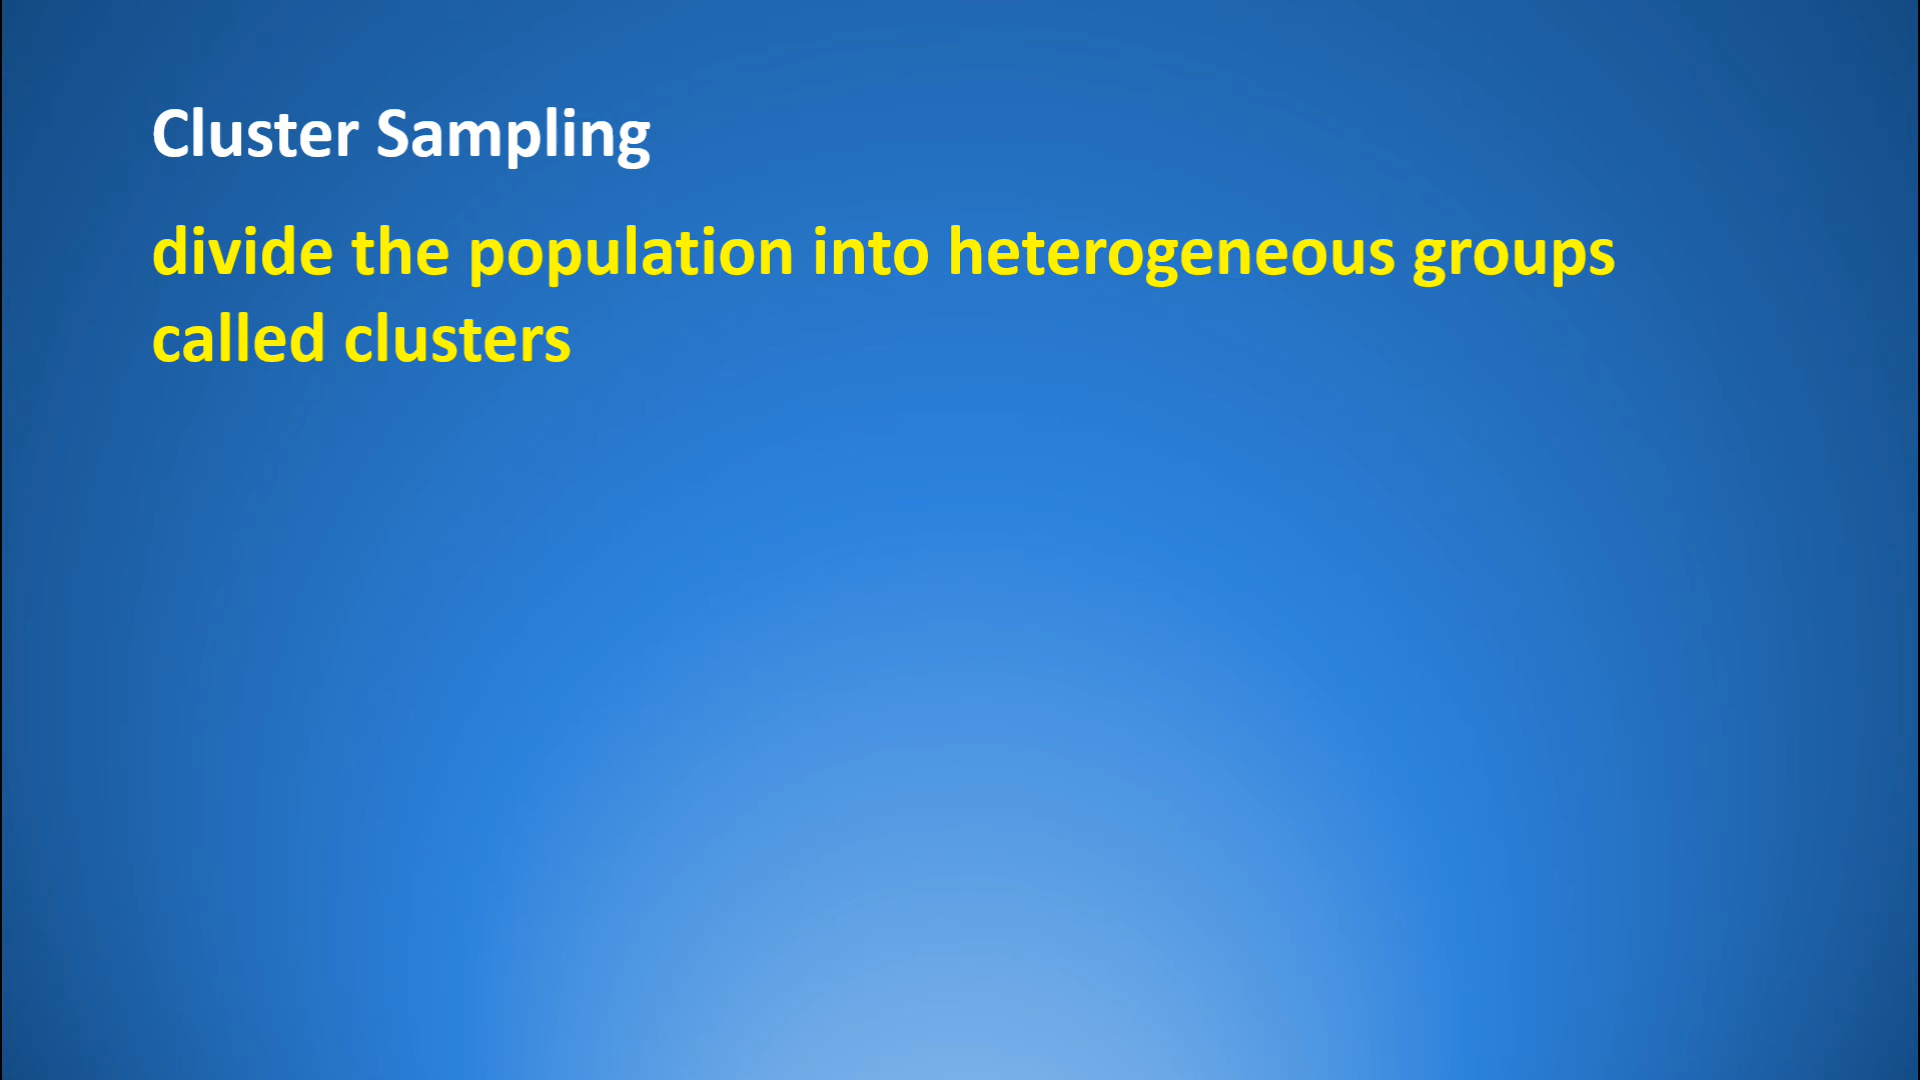 Cluster Sampling
divide the population into heterogeneous groups
called clusters